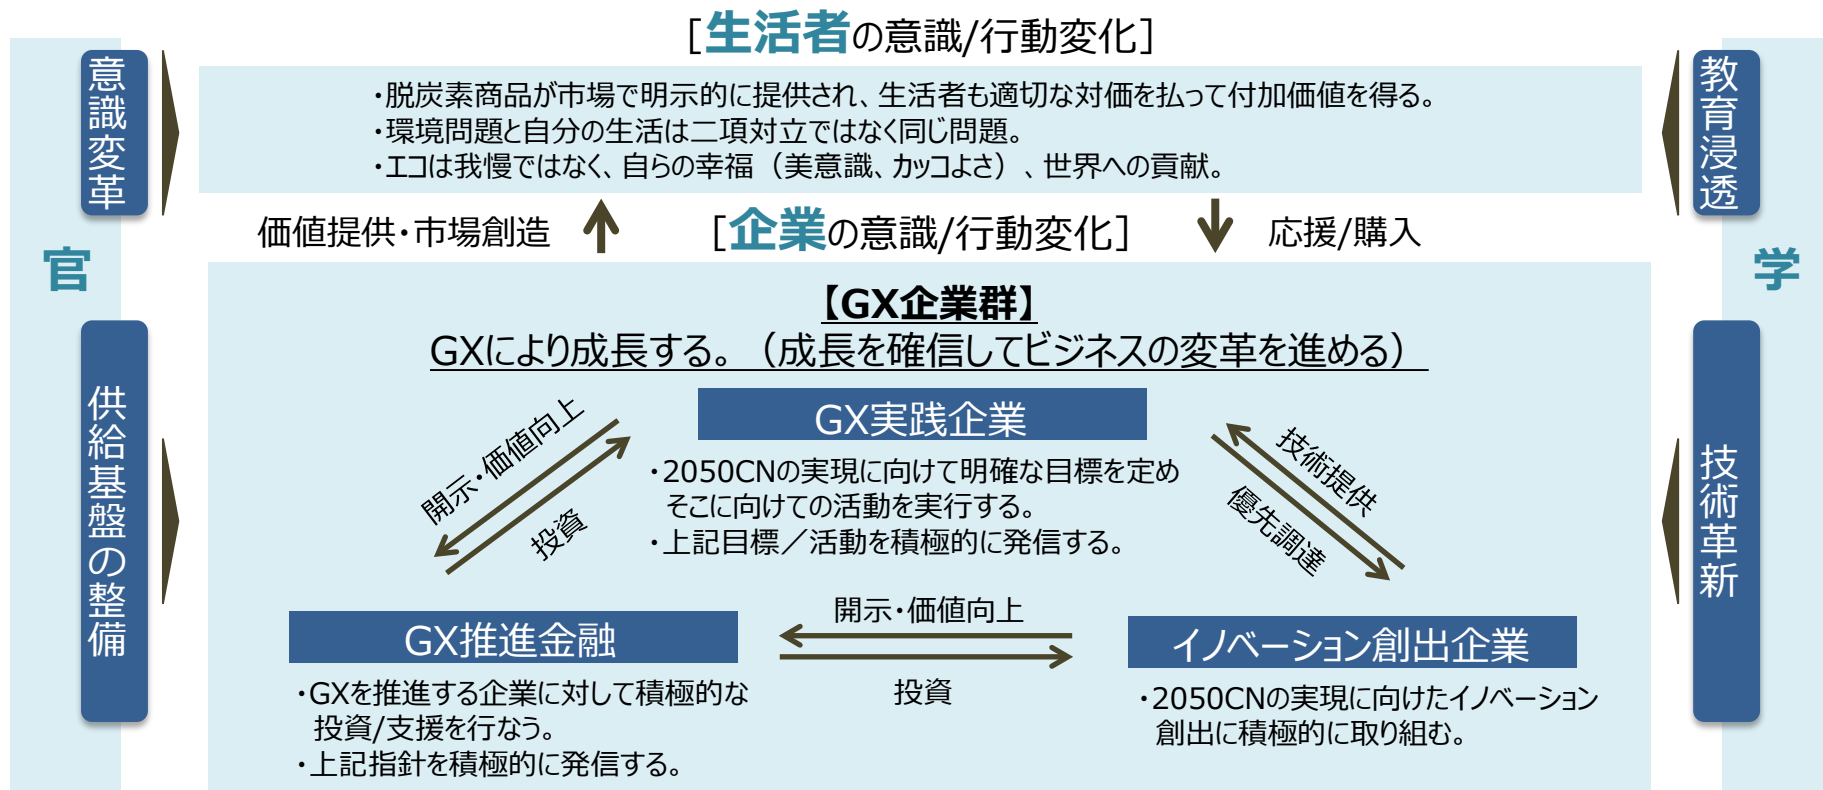 ［生活者の意識/行動変化］
意識変革
・脱炭素商品が市場で明示的に提供され、生活者も適切な対価を払って付加価値を得る。
・環境問題と自分の生活は二項対立ではなく同じ問題。
・エコは我慢ではなく、自らの幸福（美意識、カッコよさ）、世界への貢献。
教育浸透
価値提供・市場創造
［企業の意識/行動変化］
応援/購入
官
学
【GX企業群】
GXにより成長する。（成長を確信してビジネスの変革を進める）
供給基盤の整備
GX実践企業
・2050CNの実現に向けて明確な目標を定め
そこに向けての活動を実行する。
・上記目標／活動を積極的に発信する。
開示・価値向上
投資
技術提供
優先調達
技術革新
開示・価値向上
投資
GX推進金融
・GXを推進する企業に対して積極的な
投資/支援を行なう。
・上記指針を積極的に発信する。
イノベーション創出企業
・2050CNの実現に向けたイノベーション
創出に積極的に取り組む。